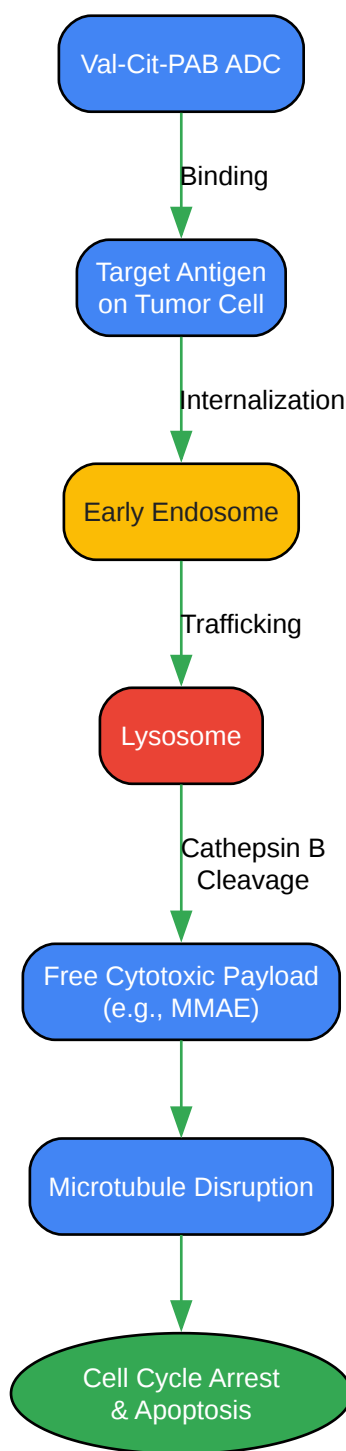 Val-Cit-PAB ADC
Binding
Target Antigen
on Tumor Cell
Internalization
Early Endosome
Trafficking
Lysosome
Cathepsin B
Cleavage
Free Cytotoxic Payload
(e.g., MMAE)
Microtubule Disruption
Cell Cycle Arrest
& Apoptosis